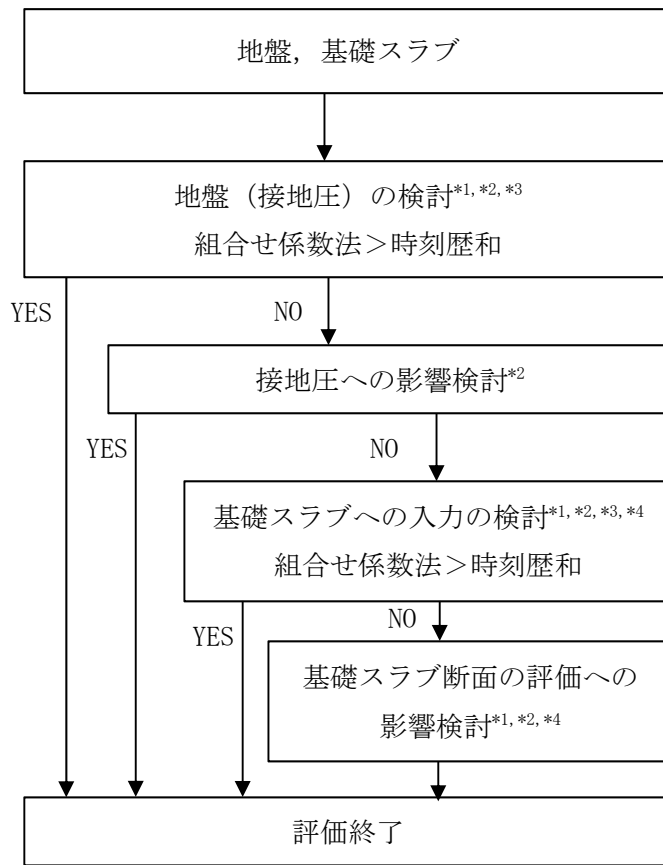 地盤，基礎スラブ
地盤（接地圧）の検討*1,*2,*3
組合せ係数法＞時刻歴和
YES
NO
接地圧への影響検討*2
YES
NO
基礎スラブへの入力の検討*1,*2,*3,*4
組合せ係数法＞時刻歴和
YES
NO
基礎スラブ断面の評価への
影響検討*1,*2,*4
評価終了